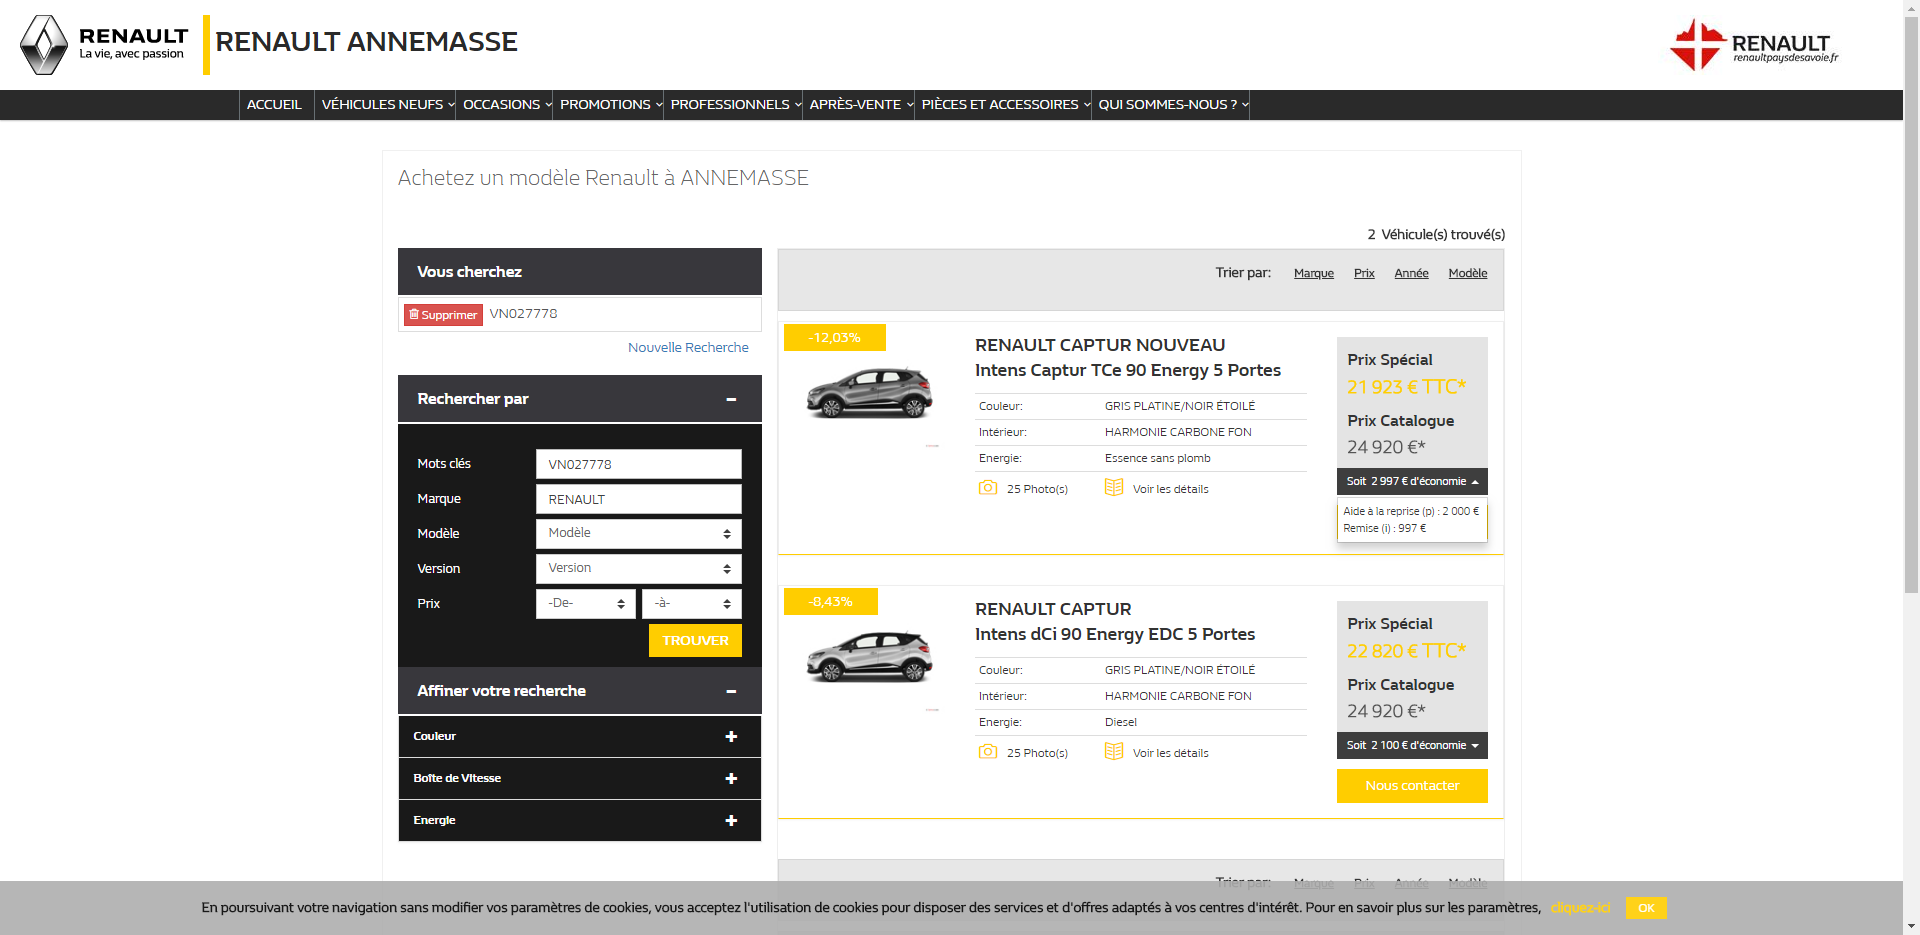 RENAULT
La vie, avec passion
RENAULT ANNEMASSE
RENAULT
renaultpaysdesavoie.fr
ACCUEIL
VÉHICULES NEUFS
OCCASIONS
PROMOTIONS
PROFESSIONNELS
APRÈS-VENTE
PIÈCES ET ACCESSOIRES
QUI SOMMES-NOUS ?
Achetez un modèle Renault à ANNEMASSE
2 Véhicule(s) trouvé(s)
Vous cherchez
Supprimer VN027778
Nouvelle Recherche
Rechercher par
Mots clés VN027778
Marque RENAULT
Modèle Modèle
Version Version
Prix -De- -à-
TROUVER
Affiner votre recherche
Couleur
Boîte de Vitesse
Energie
Trier par: Marque Prix Année Modèle
-12,03%
RENAULT CAPTUR NOUVEAU
Intens Captur TCe 90 Energy 5 Portes
Couleur: GRIS PLATINE/NOIR ÉTOILÉ
Intérieur: HARMONIE CARBONE FON
Energie: Essence sans plomb
25 Photo(s) Voir les détails
Prix Spécial
21 923 € TTC*
Prix Catalogue
24 920 €*
Soit 2 997 € d'économie
Aide à la reprise (p) : 2 000 €
Remise (i) : 997 €
-8,43%
RENAULT CAPTUR
Intens dCi 90 Energy EDC 5 Portes
Couleur: GRIS PLATINE/NOIR ÉTOILÉ
Intérieur: HARMONIE CARBONE FON
Energie: Diesel
25 Photo(s) Voir les détails
Prix Spécial
22 820 € TTC*
Prix Catalogue
24 920 €*
Soit 2 100 € d'économie
Nous contacter
Trier par: Marque Prix Année Modèle
En poursuivant votre navigation sans modifier vos paramètres de cookies, vous acceptez l'utilisation de cookies pour disposer des services et d'offres adaptés à vos centres d'intérêt. Pour en savoir plus sur les paramètres, cliquez-ici OK